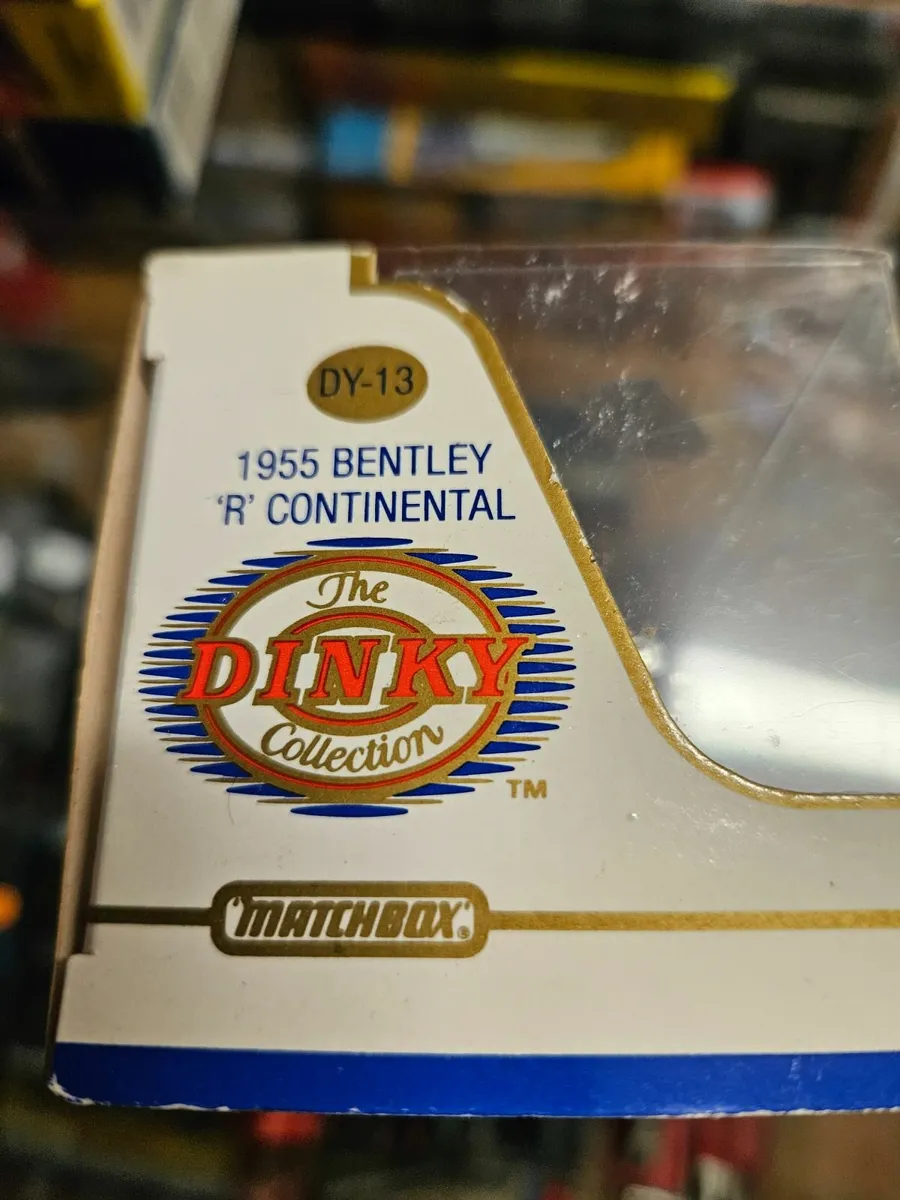 DY-13
1955 BENTLEY
'R' CONTINENTAL
The
DINKY
Collection
TM
'MATCHBOX'®